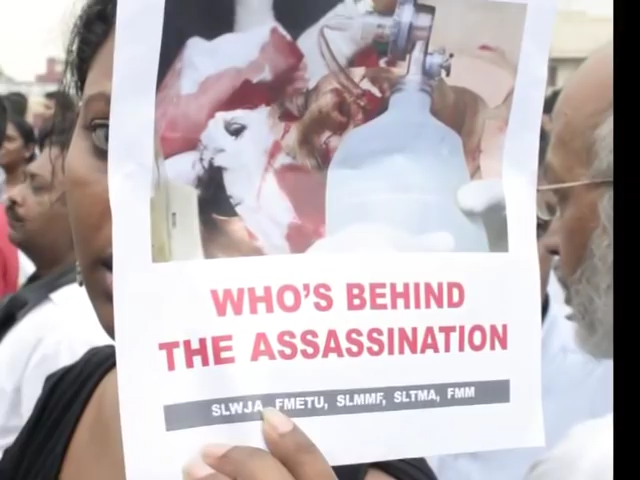 WHO'S BEHIND
THE ASSASSINATION
SLWJA, FMETU, SLMMF, SLTMA, FMM